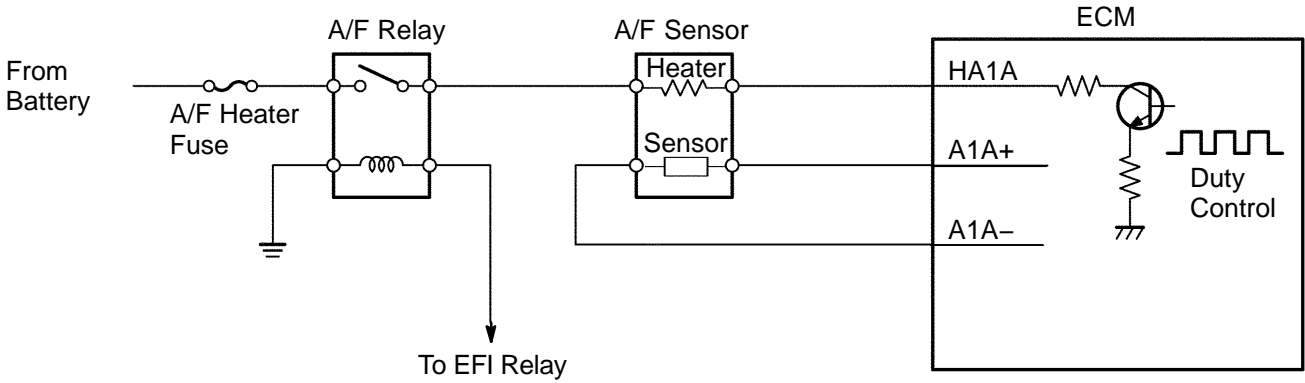 ECM
A/F Relay
A/F Sensor
From
Battery
Heater
HA1A
A/F Heater
Fuse
Sensor
A1A+
Duty
Control
A1A–
To EFI Relay